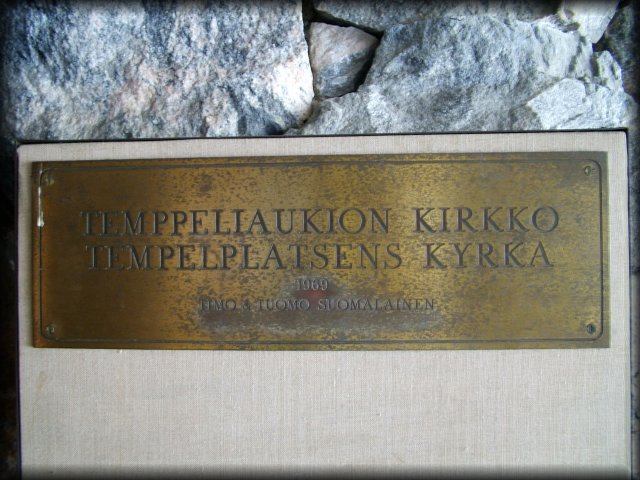 TEMPPELIAUKION KIRKKO
TEMPELPLATSENS KYRKA
1969
TIMO & TUOMO SUOMALAINEN